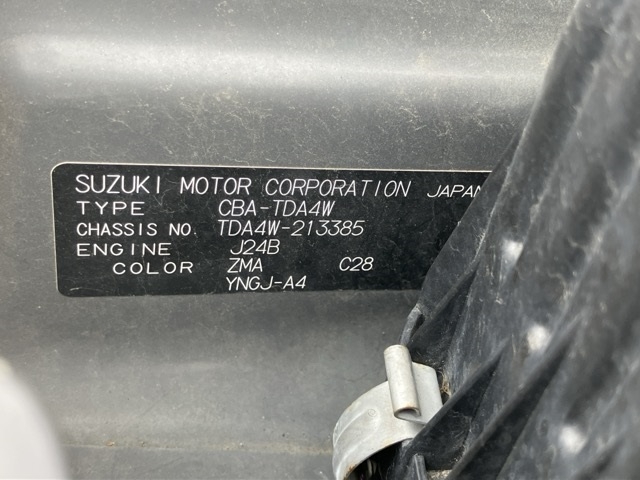 SUZUKI MOTOR CORPORATION JAPAN
TYPE CBA-TDA4W
CHASSIS NO. TDA4W-213385
ENGINE J24B
COLOR ZMA C28
YNGJ-A4